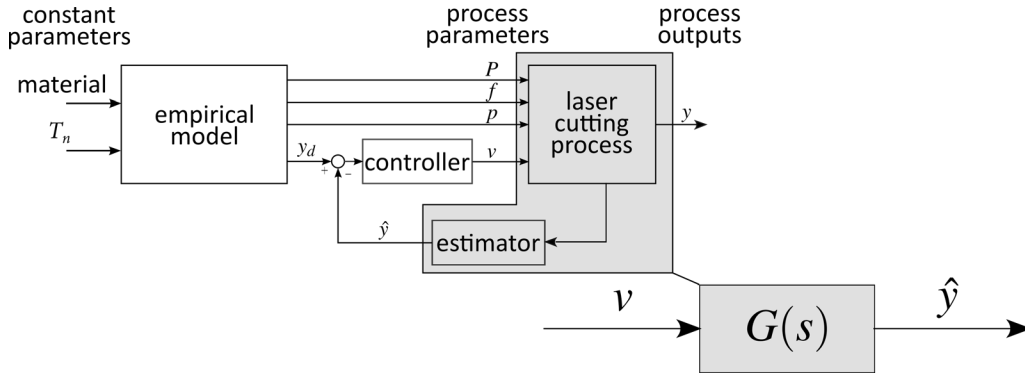 constant
parameters
process
parameters
process
outputs
material
T_n
empirical
model
P
f
p
y_d
+
−
controller
v
laser
cutting
process
y
ŷ
estimator
v
G(s)
ŷ